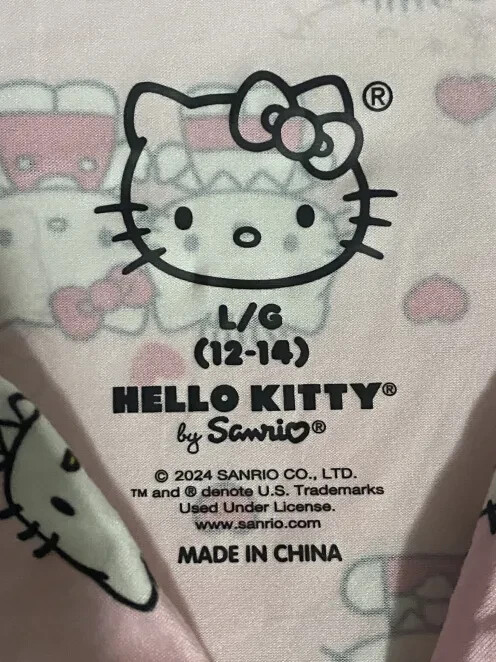 ®
L/G
(12-14)
HELLO KITTY®
by Sanrio®
© 2024 SANRIO CO., LTD.
TM and ® denote U.S. Trademarks
Used Under License.
www.sanrio.com
MADE IN CHINA